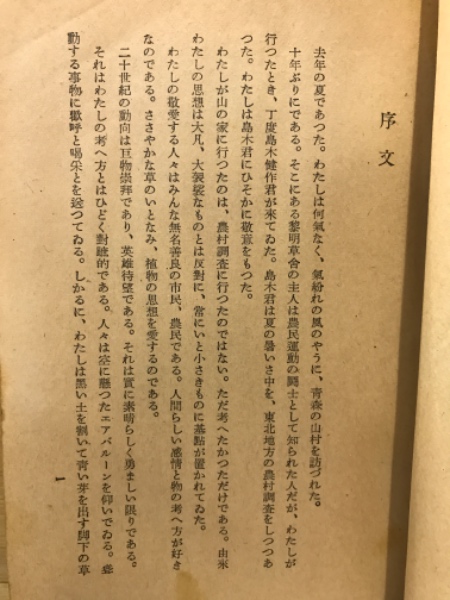 序文
去年の夏であつた。わたしは何氣なく、氣紛れの風のやうに、靑森の山村を訪づれた。
十年ぶりにである。そこにある黎明草舍の主人は農民運動の鬪士として知られた人だが、わたしが
行つたとき、丁度島木健作君が來てゐた。島木君は夏の暑いさ中を、東北地方の農村調査をしつつあ
つた。わたしは島木君にひそかに敬意をもつた。
わたしが山の家に行つたのは、農村調査に行つたのではない。ただ考へたかつただけである。由來
わたしの思想は大凡、大袈裟なものとは反對に、常にいと小さきものに基點が置かれてゐた。
わたしの敬愛する人々はみんな無名善良の市民、農民である。人間らしい感情と物の考へ方が好き
なのである。ささやかな草のいとなみ、植物の思想を愛するのである。
二十世紀の動向は巨物崇拜であり、英雄待望である。それは實に素晴らしく勇ましい限りである。
それはわたしの考へ方とはひどく對蹠的である。人々は空に懸つたエアバルーンを仰いでゐる。蠢
動する事物に歡呼と喝采とを送つてゐる。しかるに、わたしは黑い土を割いて靑い芽を出す脚下の草
1